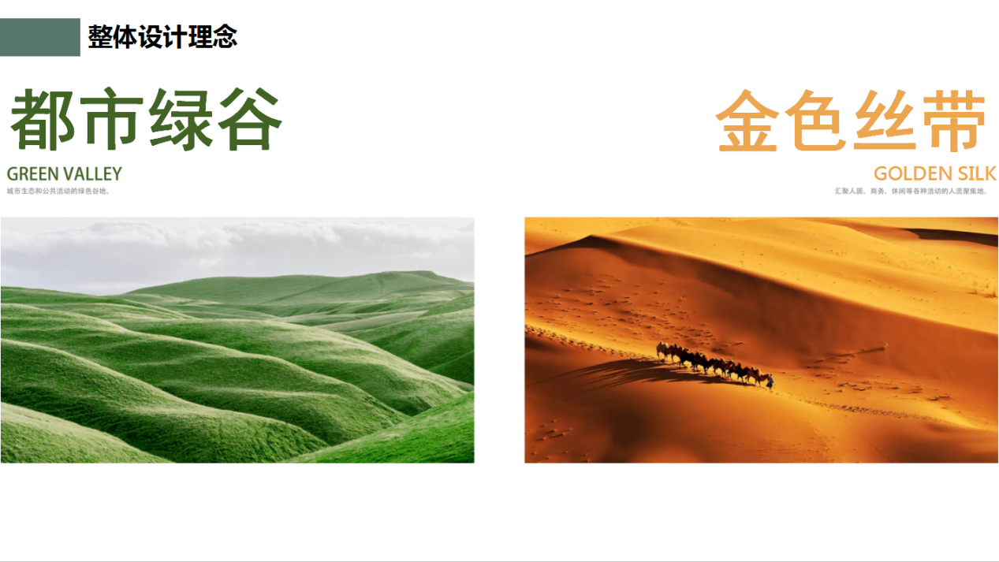 整体设计理念
都市绿谷
GREEN VALLEY
城市生态和公共活动的绿色谷地。
金色丝带
GOLDEN SILK
汇聚人居、商务、休闲等各种活动的人流聚集地。